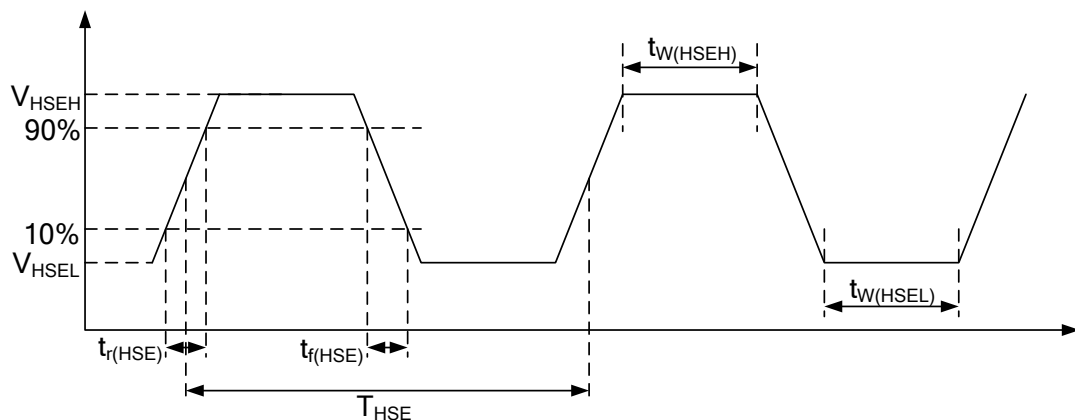 tW(HSEH)
VHSEH
90%
10%
VHSEL
tW(HSEL)
tr(HSE)
tf(HSE)
THSE